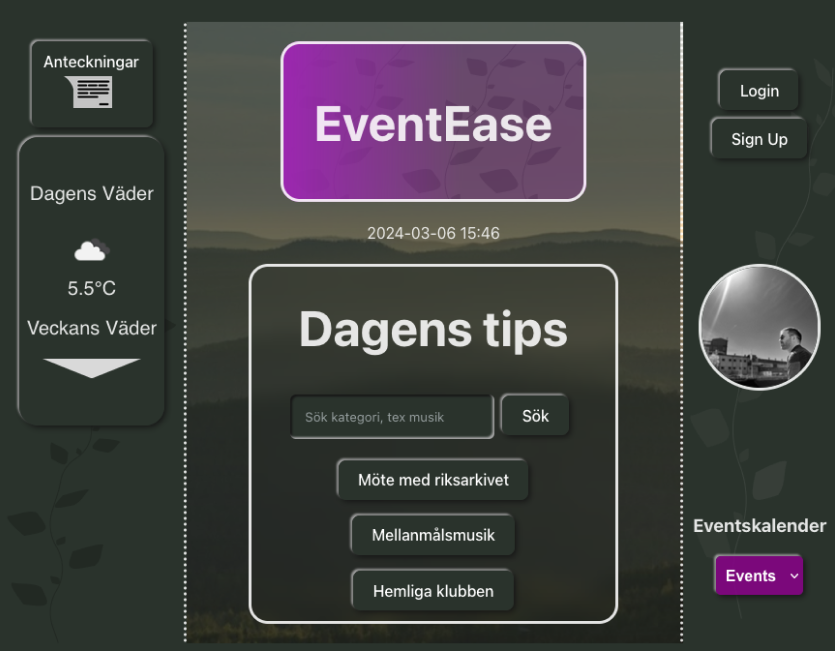 Anteckningar
Dagens Väder
5.5°C
Veckans Väder
EventEase
2024-03-06 15:46
Dagens tips
Sök kategori, tex musik
Sök
Möte med riksarkivet
Mellanmålsmusik
Hemliga klubben
Login
Sign Up
Eventskalender
Events